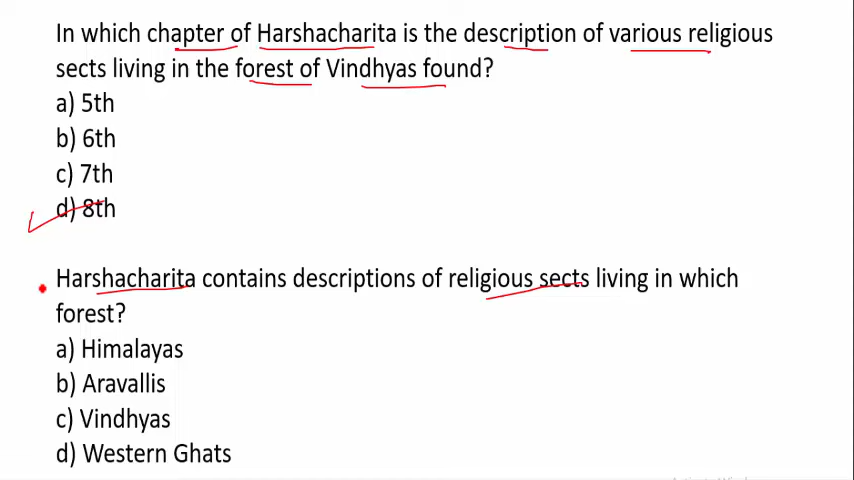 In which chapter of Harshacharita is the description of various religious
sects living in the forest of Vindhyas found?
a) 5th
b) 6th
c) 7th
d) 8th
Harshacharita contains descriptions of religious sects living in which
forest?
a) Himalayas
b) Aravallis
c) Vindhyas
d) Western Ghats